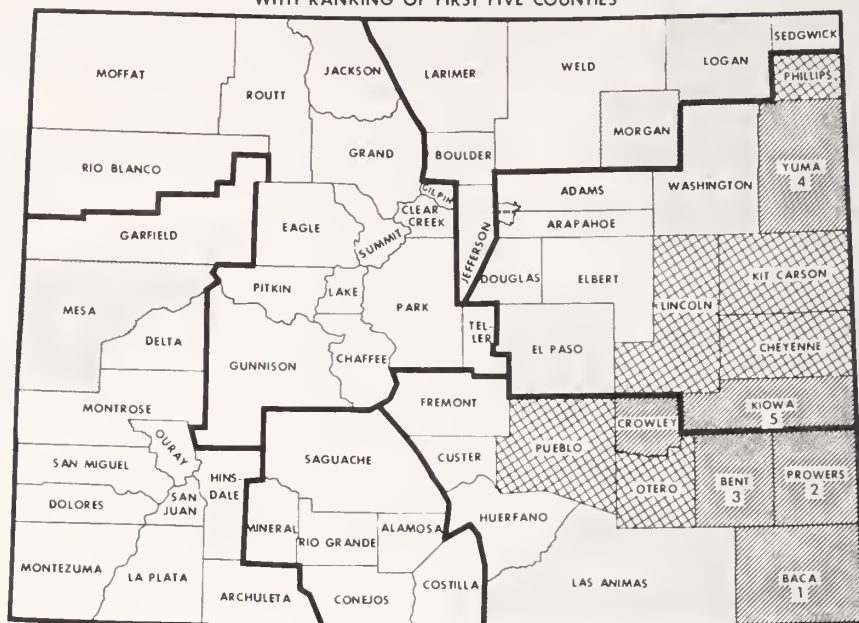 WITH RANKING OF FIRST FIVE COUNTIES
MOFFAT
ROUTT
JACKSON
LARIMER
WELD
LOGAN
SEDGWICK
PHILLIPS
MORGAN
RIO BLANCO
GRAND
BOULDER
YUMA
4
GILPIN
ADAMS
WASHINGTON
GARFIELD
EAGLE
CLEAR
CREEK
ARAPAHOE
SUMMIT
JEFFERSON
DOUGLAS
ELBERT
KIT CARSON
LINCOLN
MESA
PITKIN
LAKE
PARK
DELTA
TEL-
LER
EL PASO
CHEYENNE
GUNNISON
CHAFFEE
FREMONT
KIOWA
5
MONTROSE
CROWLEY
OURAY
PUEBLO
SAN MIGUEL
HINS-
DALE
SAGUACHE
CUSTER
OTERO
BENT
3
PROWERS
2
DOLORES
SAN
JUAN
MINERAL
RIO GRANDE
ALAMOSA
HUERFANO
MONTEZUMA
LA PLATA
LAS ANIMAS
BACA
1
ARCHULETA
CONEJOS
COSTILLA